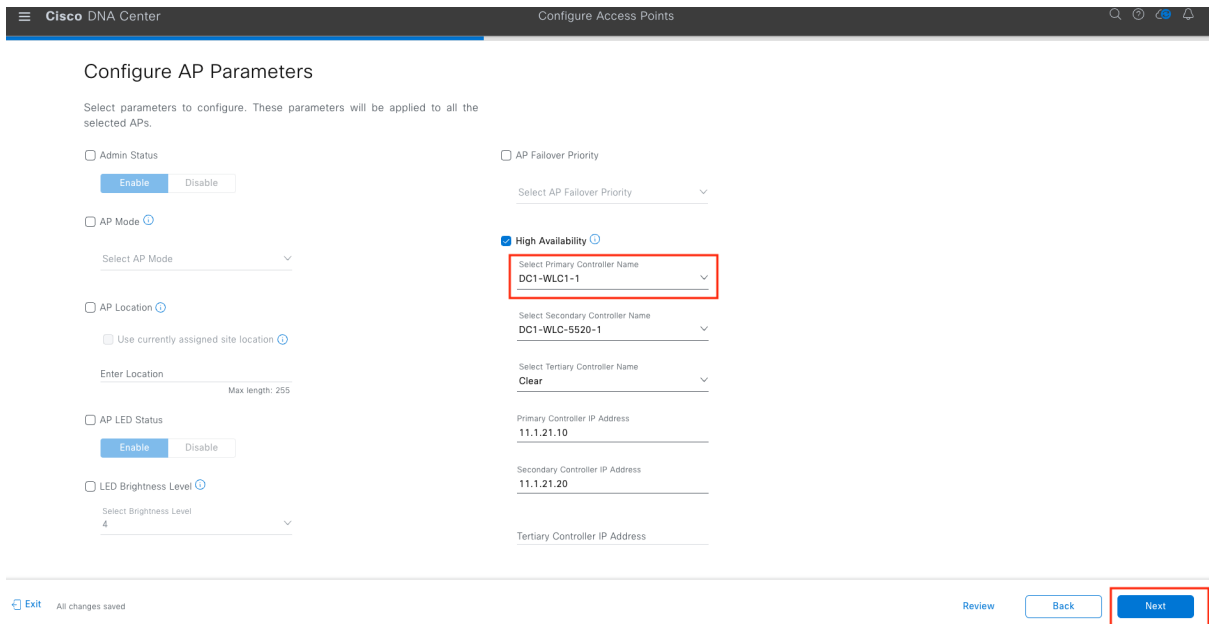 Cisco DNA Center
Configure Access Points
Configure AP Parameters
Select parameters to configure. These parameters will be applied to all the
selected APs.
Admin Status
Enable Disable
AP Mode
Select AP Mode
AP Location
Use currently assigned site location
Enter Location
Max length: 255
AP LED Status
Enable Disable
LED Brightness Level
Select Brightness Level
4
AP Failover Priority
Select AP Failover Priority
High Availability
Select Primary Controller Name
DC1-WLC1-1
Select Secondary Controller Name
DC1-WLC-5520-1
Select Tertiary Controller Name
Clear
Primary Controller IP Address
11.1.21.10
Secondary Controller IP Address
11.1.21.20
Tertiary Controller IP Address
Exit All changes saved
Review Back Next